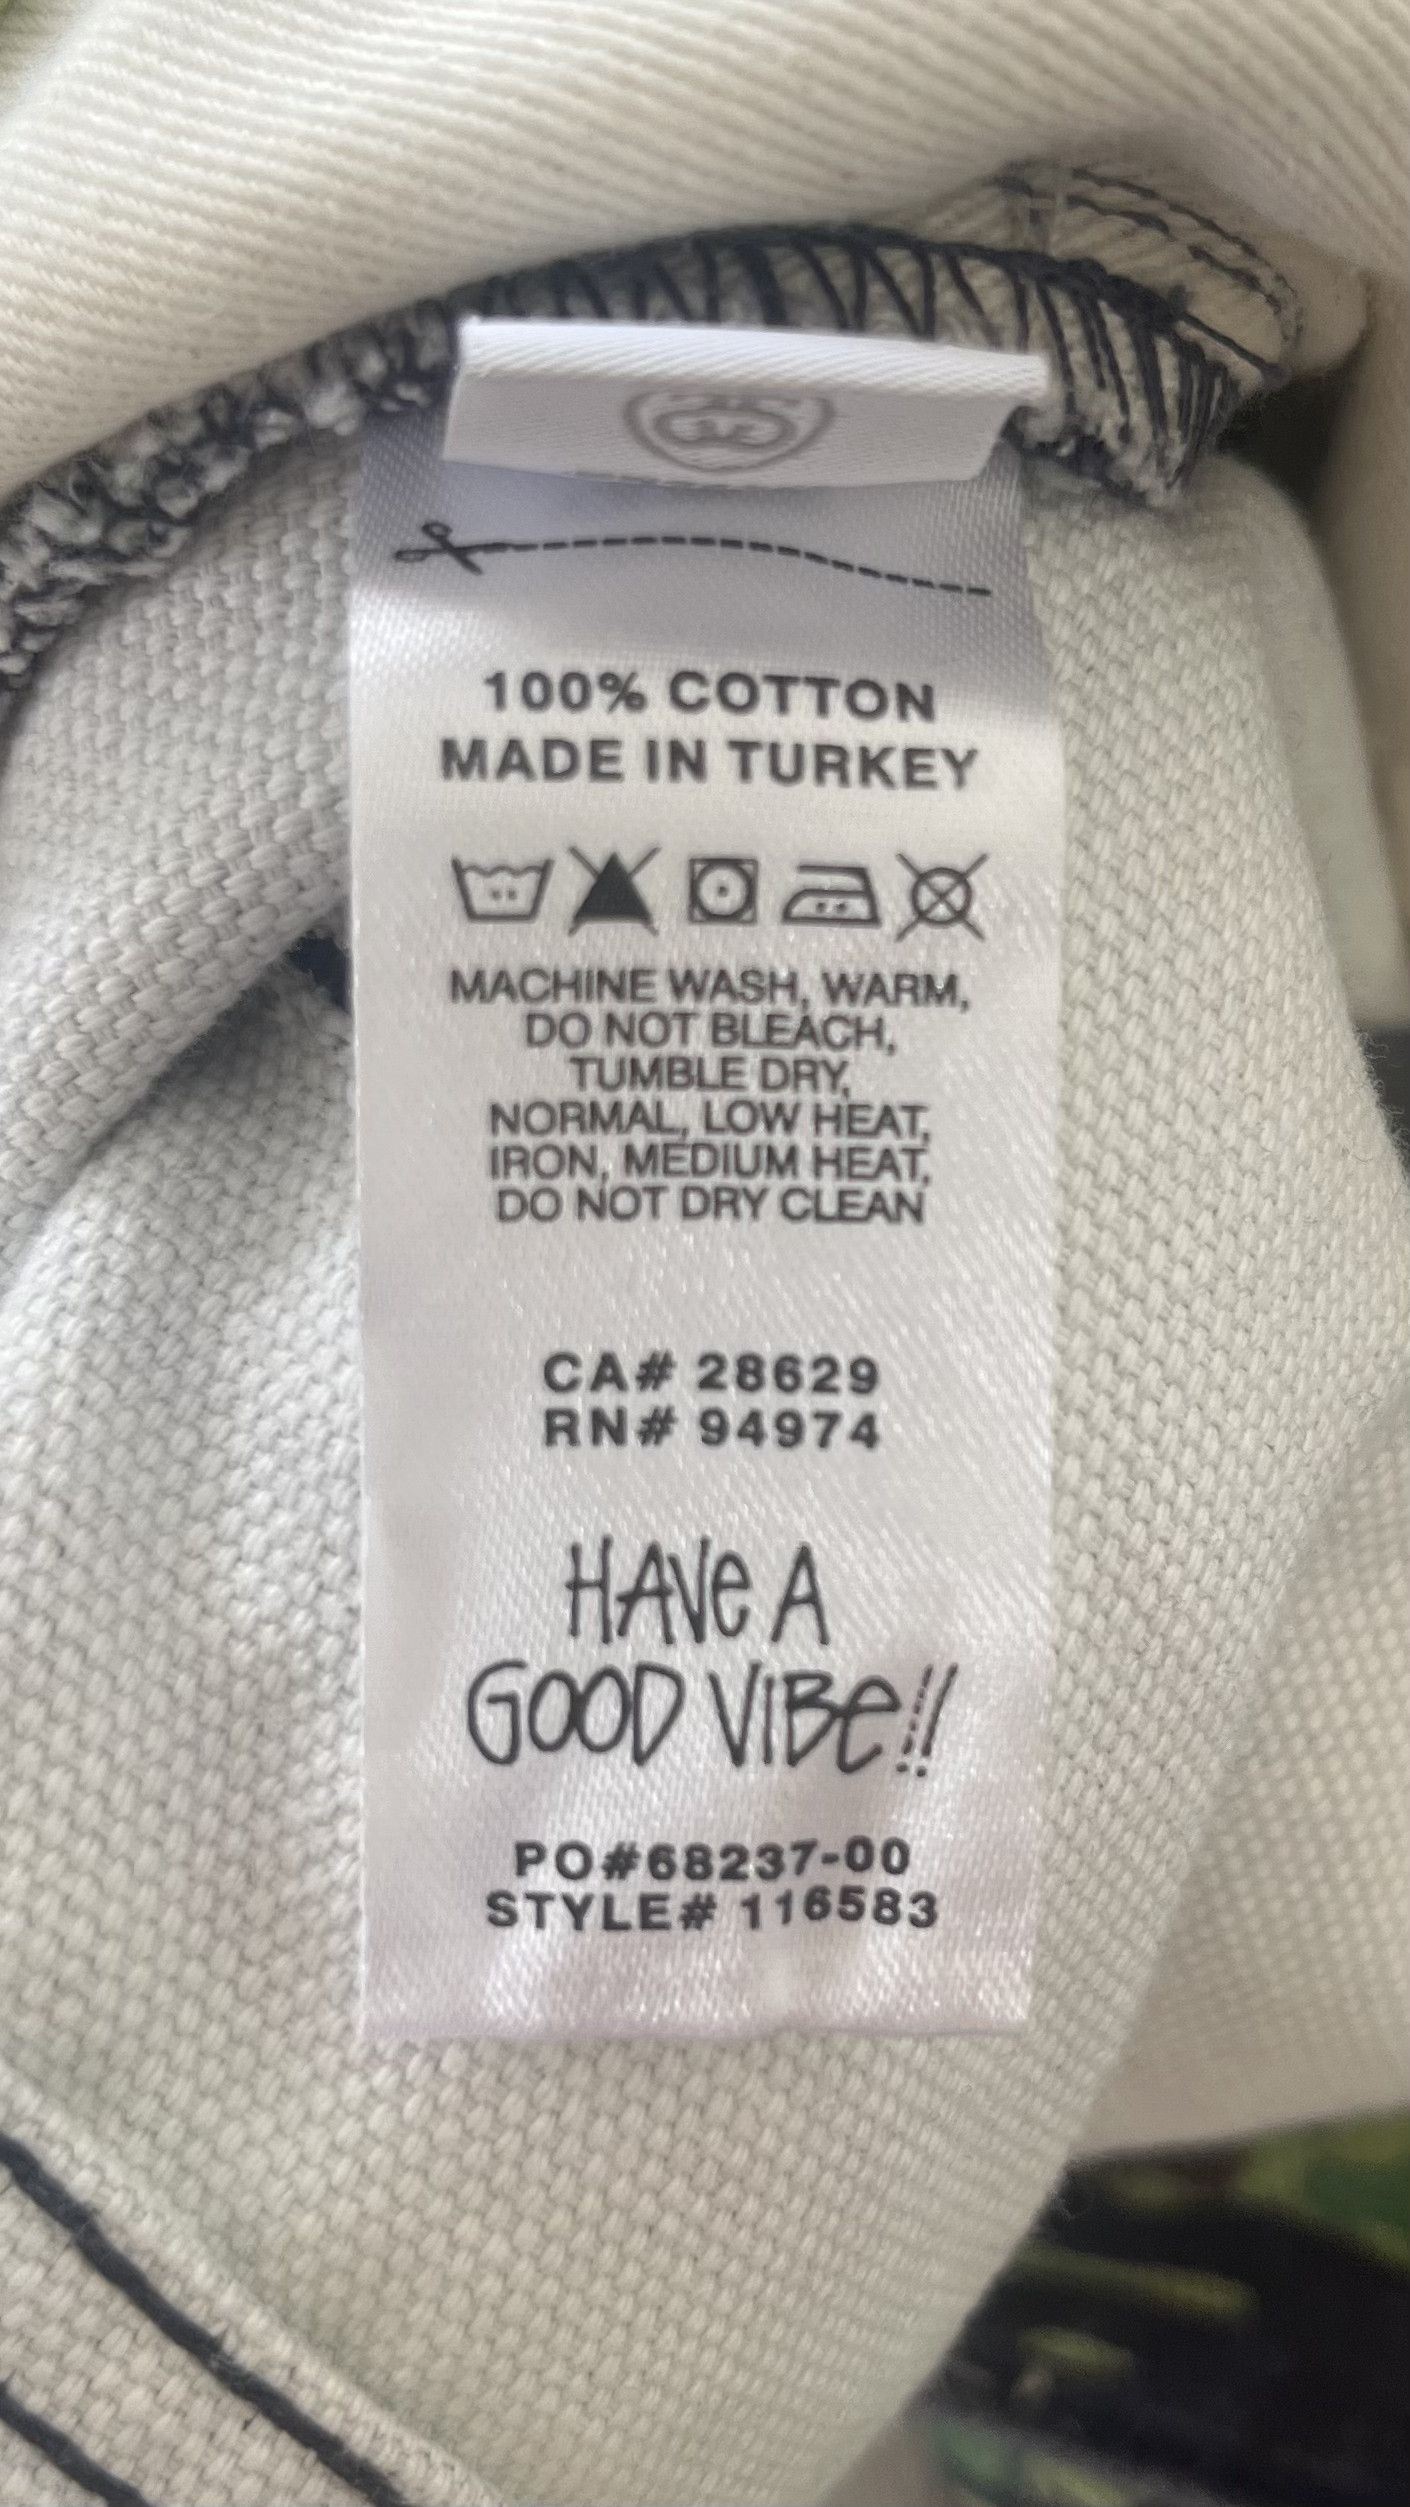 100% COTTON
MADE IN TURKEY
MACHINE WASH, WARM,
DO NOT BLEACH,
TUMBLE DRY,
NORMAL, LOW HEAT,
IRON, MEDIUM HEAT,
DO NOT DRY CLEAN
CA# 28629
RN# 94974
HAVe A
GOOD VIBe!!
PO#68237-00
STYLE# 116583